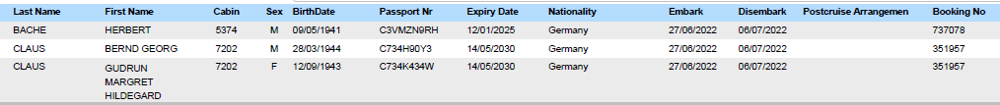 Last Name First Name Cabin Sex BirthDate Passport Nr Expiry Date Nationality Embark Disembark Postcruise Arrangemen Booking No
BACHE HERBERT 5374 M 09/05/1941 C3VMZN9RH 12/01/2025 Germany 27/06/2022 06/07/2022 737078
CLAUS BERND GEORG 7202 M 28/03/1944 C734H90Y3 14/05/2030 Germany 27/06/2022 06/07/2022 351957
CLAUS GUDRUN 7202 F 12/09/1943 C734K434W 14/05/2030 Germany 27/06/2022 06/07/2022 351957
MARGRET
HILDEGARD